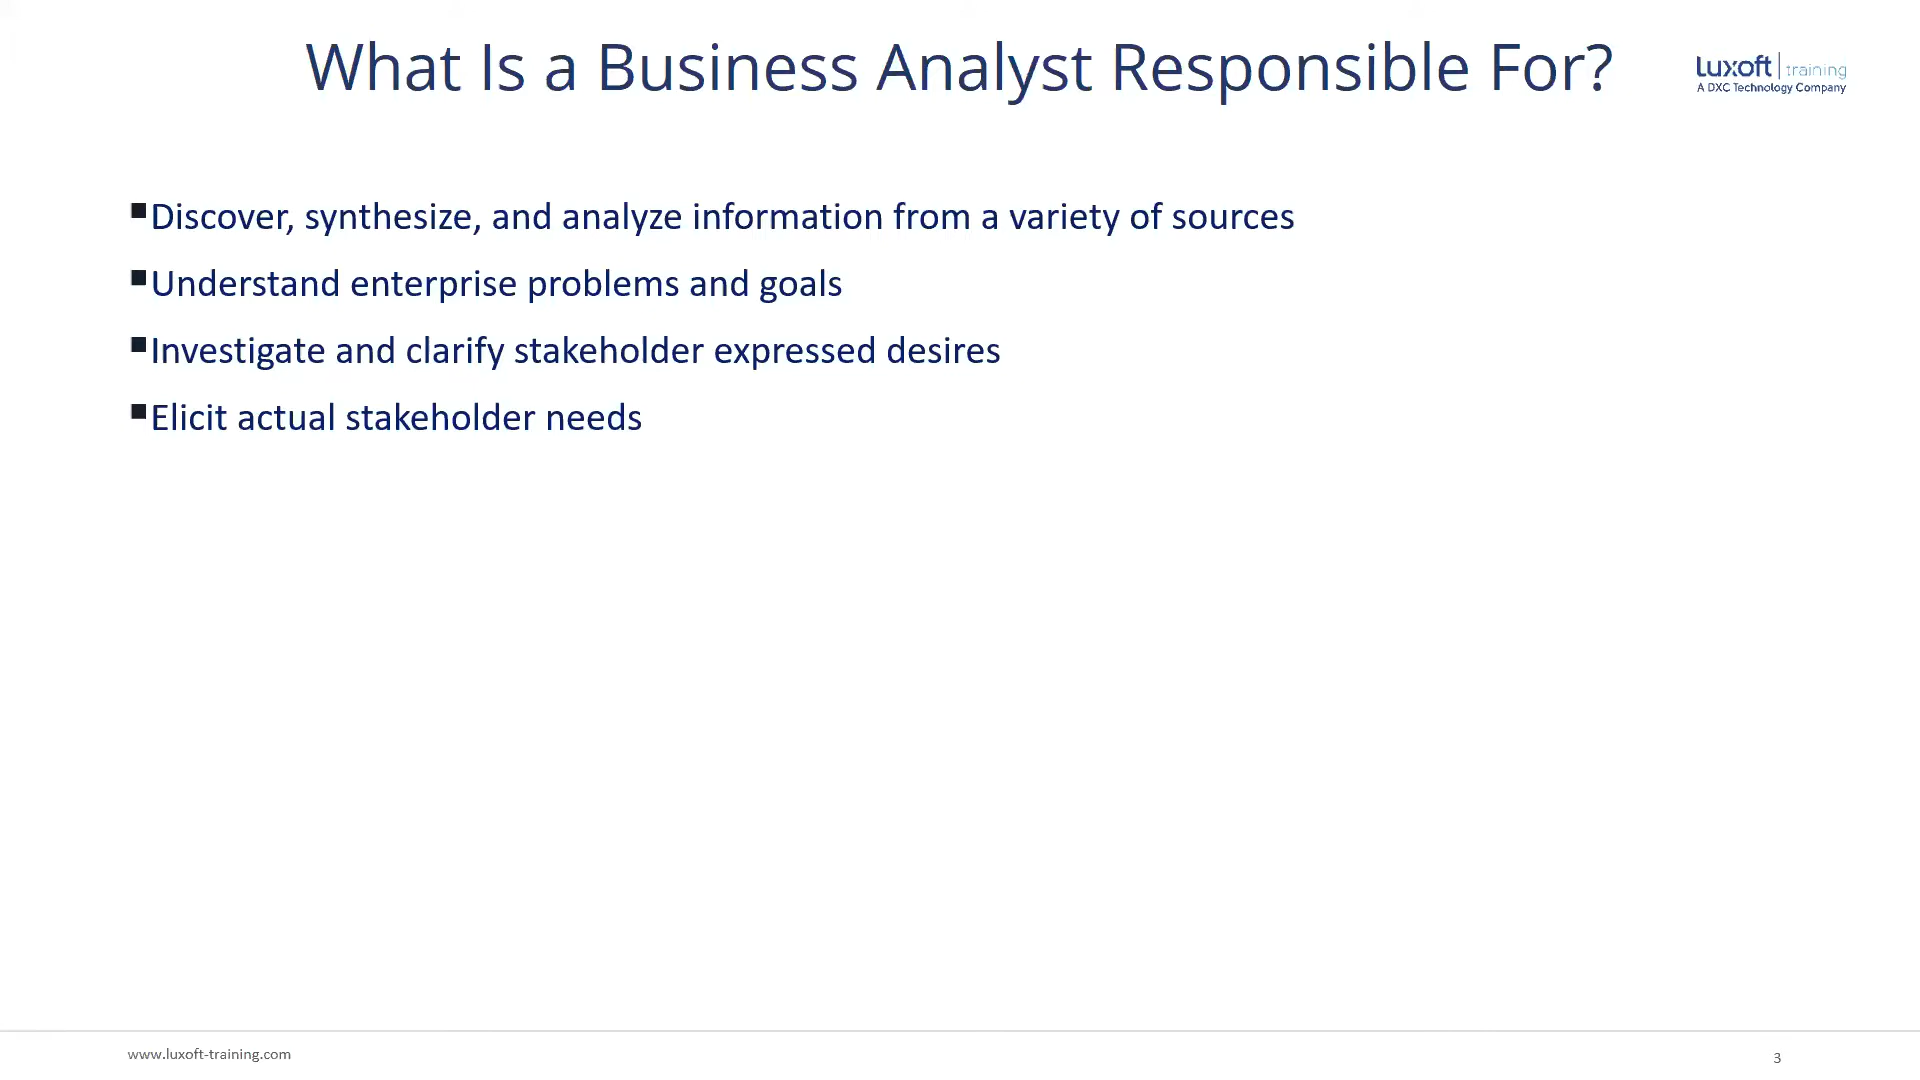 What Is a Business Analyst Responsible For?
luxoft training
A DXC Technology Company
▪Discover, synthesize, and analyze information from a variety of sources
▪Understand enterprise problems and goals
▪Investigate and clarify stakeholder expressed desires
▪Elicit actual stakeholder needs
www.luxoft-training.com
3